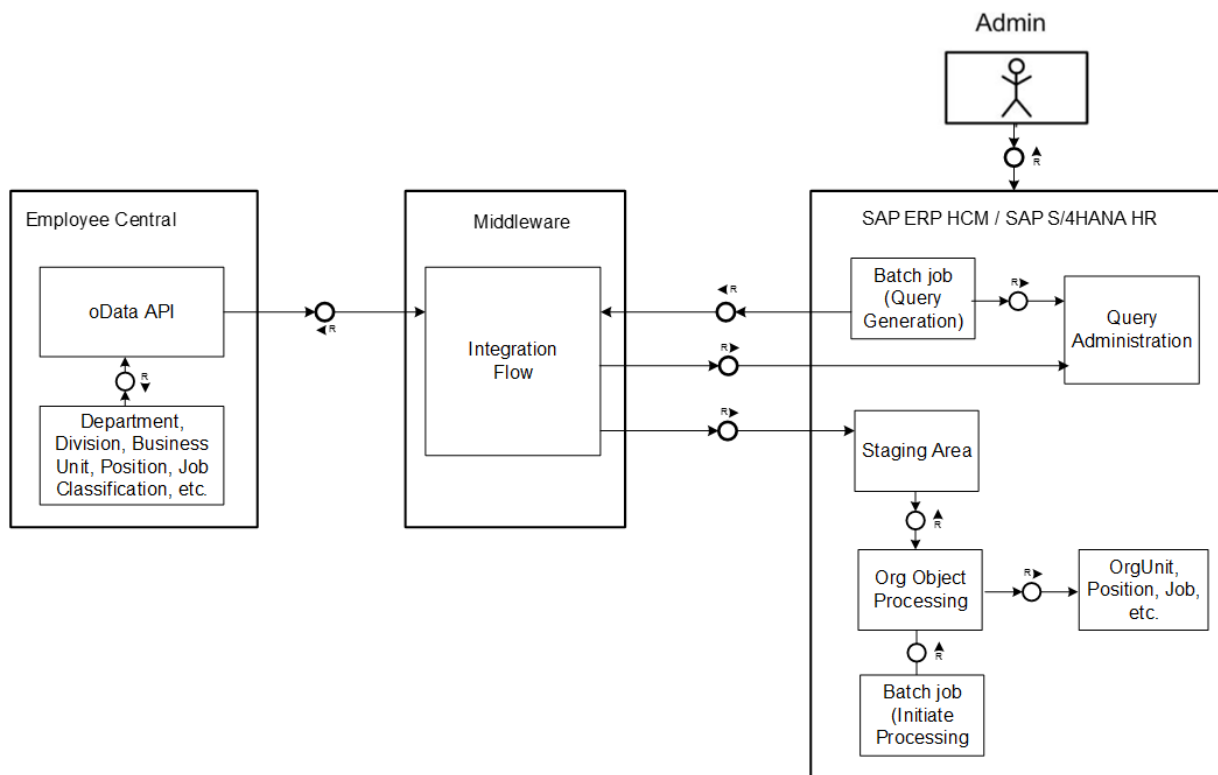 Admin
Employee Central
Middleware
SAP ERP HCM / SAP S/4HANA HR
oData API
R
R
Department,
Division, Business
Unit, Position, Job
Classification, etc.
R
Integration
Flow
R
R
R
Batch job
(Query
Generation)
R
Query
Administration
Staging Area
R
Org Object
Processing
R
OrgUnit,
Position, Job,
etc.
R
Batch job
(Initiate
Processing
R